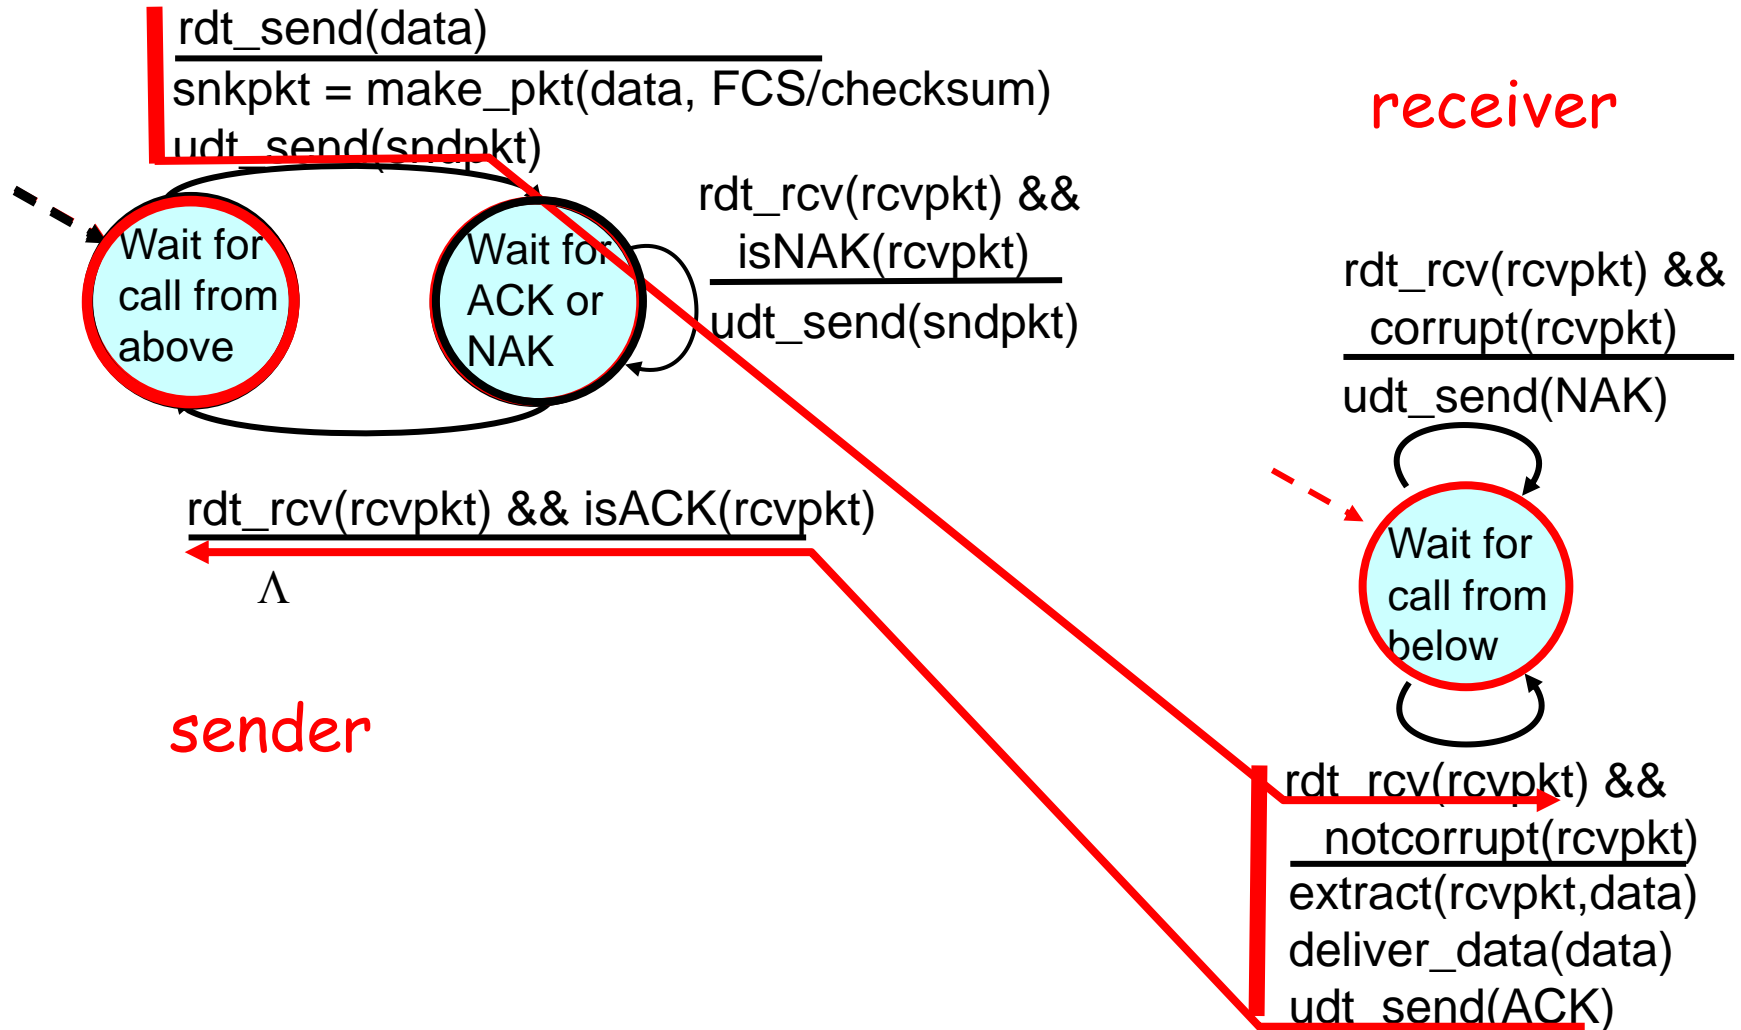 rdt_send(data)
snkpkt = make_pkt(data, FCS/checksum)
udt_send(sndpkt)
receiver
Wait for
call from
above
Wait for
ACK or
NAK
rdt_rcv(rcvpkt) &&
isNAK(rcvpkt)
udt_send(sndpkt)
rdt_rcv(rcvpkt) &&
corrupt(rcvpkt)
udt_send(NAK)
rdt_rcv(rcvpkt) && isACK(rcvpkt)
Λ
Wait for
call from
below
sender
rdt_rcv(rcvpkt) &&
notcorrupt(rcvpkt)
extract(rcvpkt,data)
deliver_data(data)
udt_send(ACK)